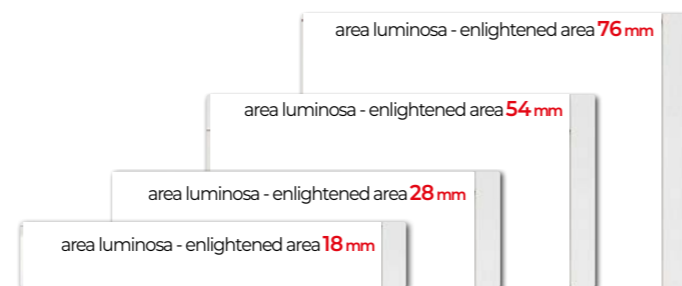 area luminosa - enlightened area 76 mm
area luminosa - enlightened area 54 mm
area luminosa - enlightened area 28 mm
area luminosa - enlightened area 18 mm